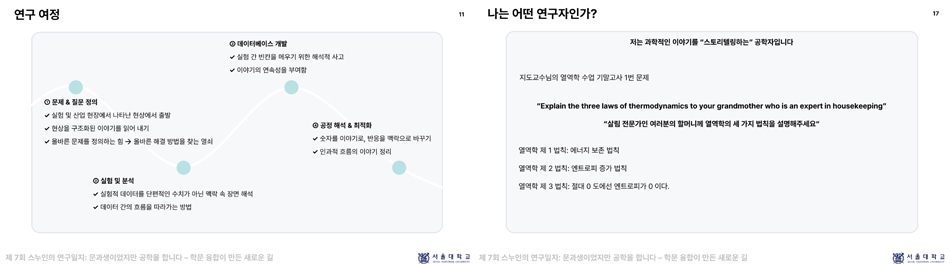 연구 여정
11
① 문제 & 질문 정의
✓ 실험 및 산업 현장에서 나타난 현상에서 출발
✓ 현상을 구조화된 이야기를 읽어 내기
✓ 올바른 문제를 정의하는 힘 → 올바른 해결 방법을 찾는 열쇠
② 실험 및 분석
✓ 실험적 데이터를 단편적인 수치가 아닌 맥락 속 장면 해석
✓ 데이터 간의 흐름을 따라가는 방법
③ 데이터베이스 개발
✓ 실험 간 빈칸을 메우기 위한 해석적 사고
✓ 이야기의 연속성을 부여함
④ 공정 해석 & 최적화
✓ 숫자를 이야기로, 반응을 맥락으로 바꾸기
✓ 인과적 흐름의 이야기 정리
제 7회 스누인의 연구일지: 문과생이었지만 공학을 합니다 – 학문 융합이 만든 새로운 길
서울대학교
나는 어떤 연구자인가?
17
저는 과학적인 이야기를 “스토리텔링하는” 공학자입니다
지도교수님의 열역학 수업 기말고사 1번 문제
“Explain the three laws of thermodynamics to your grandmother who is an expert in housekeeping”
“살림 전문가인 여러분의 할머니께 열역학의 세 가지 법칙을 설명해주세요“
열역학 제 1 법칙: 에너지 보존 법칙
열역학 제 2 법칙: 엔트로피 증가 법칙
열역학 제 3 법칙: 절대 0 도에선 엔트로피가 0 이다.
제 7회 스누인의 연구일지: 문과생이었지만 공학을 합니다 – 학문 융합이 만든 새로운 길
서울대학교